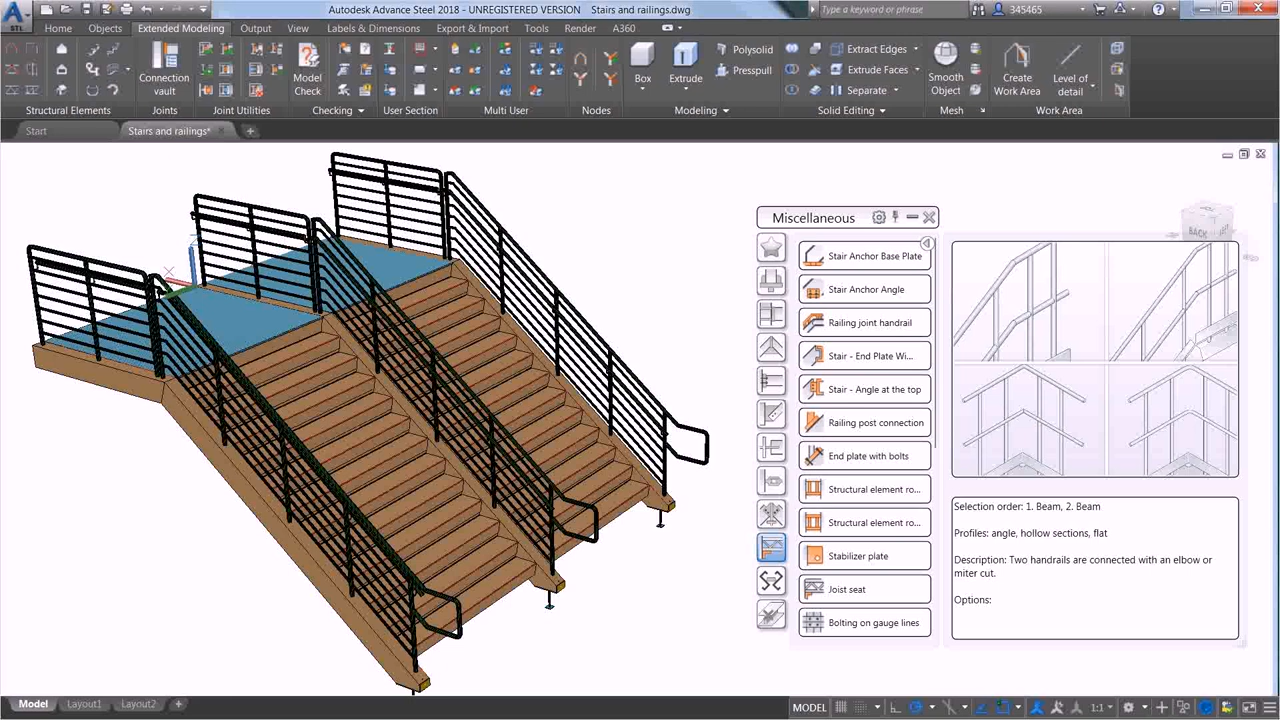 Autodesk Advance Steel 2018 - UNREGISTERED VERSION Stairs and railings.dwg
Type a keyword or phrase
345465
STL
Home Objects Extended Modeling Output View Labels & Dimensions Export & Import Tools Render A360
Connection vault
Model Check
Box
Extrude
Polysolid
Presspull
Extract Edges
Extrude Faces
Separate
Smooth Object
Create Work Area
Level of detail
Structural Elements Joints Joint Utilities Checking User Section Multi User Nodes Modeling Solid Editing Mesh Work Area
Start Stairs and railings*
Miscellaneous
BACK
Stair Anchor Base Plate
Stair Anchor Angle
Railing joint handrail
Stair - End Plate Wi...
Stair - Angle at the top
Railing post connection
End plate with bolts
Structural element ro...
Structural element ro...
Stabilizer plate
Joist seat
Bolting on gauge lines
Selection order: 1. Beam, 2. Beam
Profiles: angle, hollow sections, flat
Description: Two handrails are connected with an elbow or
miter cut.
Options:
Model Layout1 Layout2
MODEL 1:1